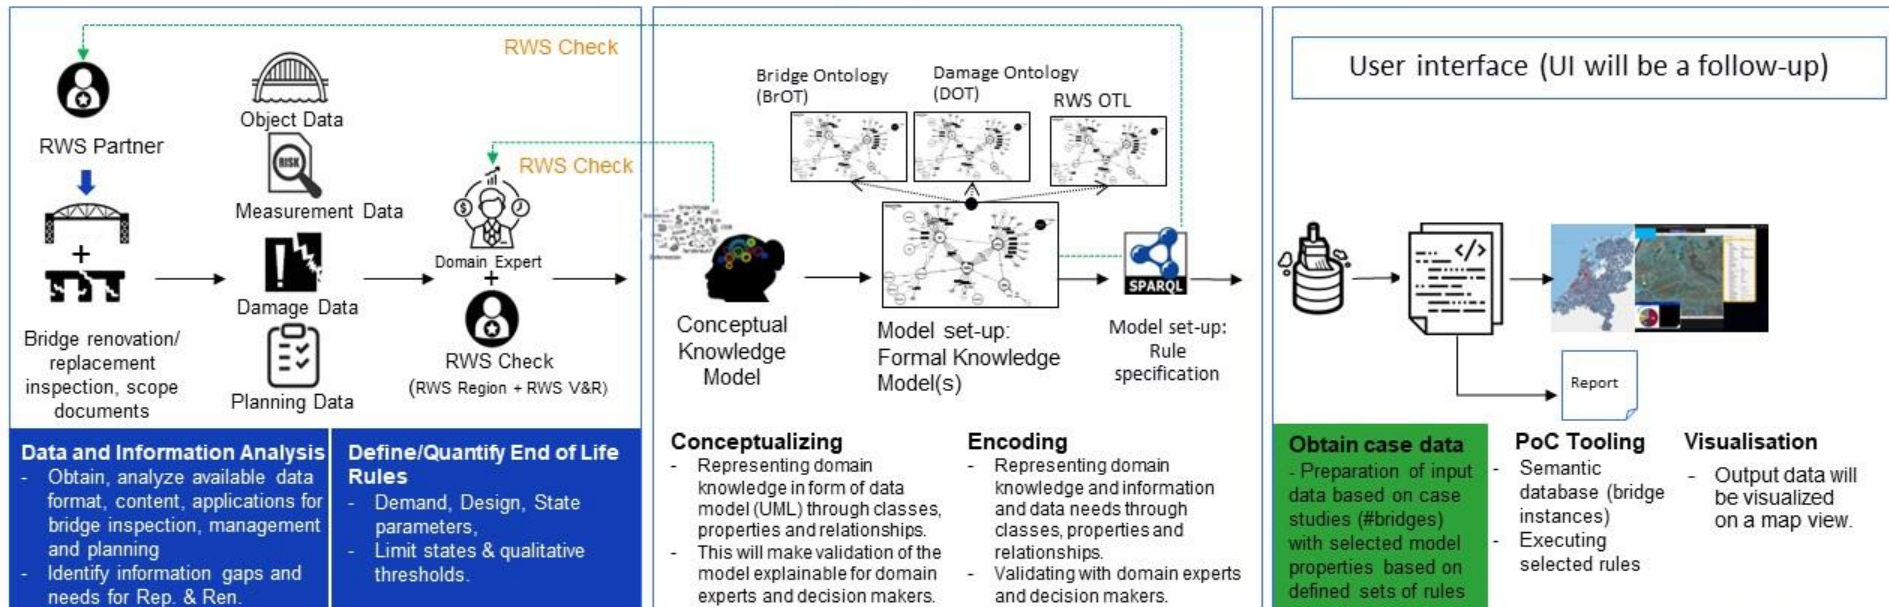 RWS Check
RWS Partner
Bridge renovation/
replacement
inspection, scope
documents
Object Data
RISK
Measurement Data
Damage Data
Planning Data
RWS Check
Domain Expert
+
RWS Check
(RWS Region + RWS V&R)
Data and Information Analysis
- Obtain, analyze available data
format, content, applications for
bridge inspection, management
and planning
- Identify information gaps and
needs for Rep. & Ren.
Define/Quantify End of Life
Rules
- Demand, Design, State
parameters,
- Limit states & qualitative
thresholds.
Bridge Ontology
(BrOT)
Damage Ontology
(DOT)
RWS OTL
Conceptual
Knowledge
Model
Model set-up:
Formal Knowledge
Model(s)
SPARQL
Model set-up:
Rule
specification
Conceptualizing
- Representing domain
knowledge in form of data
model (UML) through classes,
properties and relationships.
- This will make validation of the
model explainable for domain
experts and decision makers.
Encoding
- Representing domain
knowledge and information
and data needs through
classes, properties and
relationships.
- Validating with domain experts
and decision makers.
User interface (UI will be a follow-up)
</>
Report
Obtain case data
- Preparation of input
data based on case
studies (#bridges)
with selected model
properties based on
defined sets of rules
PoC Tooling
- Semantic
database (bridge
instances)
- Executing
selected rules
Visualisation
- Output data will
be visualized
on a map view.